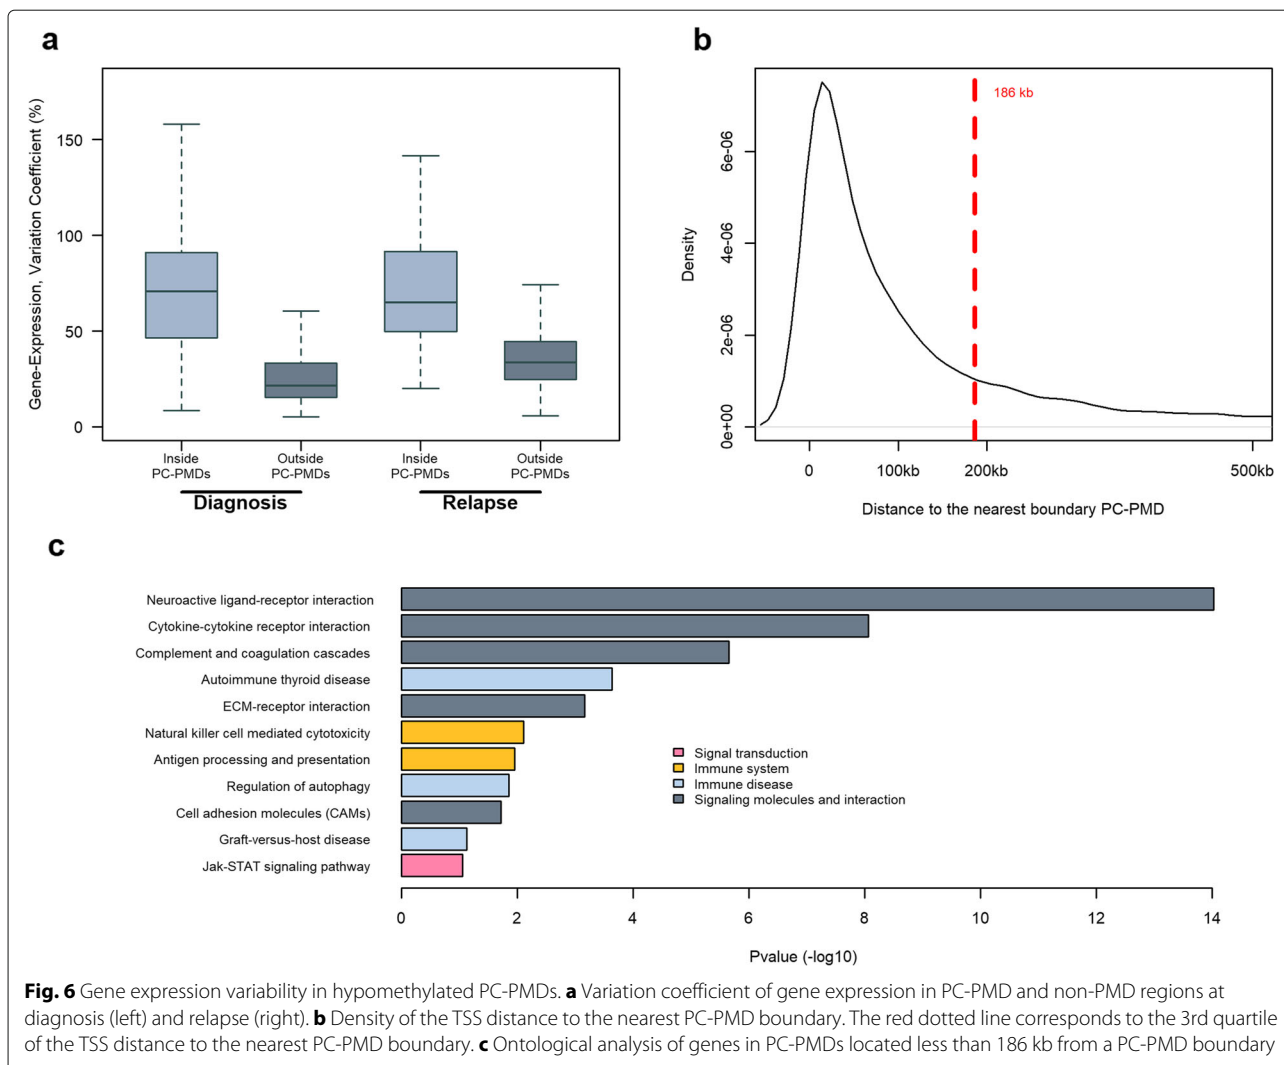 a
Gene-Expression, Variation Coefficient (%)
150
100
50
0
Inside
PC-PMDs
Outside
PC-PMDs
Inside
PC-PMDs
Outside
PC-PMDs
Diagnosis
Relapse
b
186 kb
Density
6e-06
4e-06
2e-06
0e+00
0
100kb
200kb
500kb
Distance to the nearest boundary PC-PMD
c
Neuroactive ligand-receptor interaction
Cytokine-cytokine receptor interaction
Complement and coagulation cascades
Autoimmune thyroid disease
ECM-receptor interaction
Natural killer cell mediated cytotoxicity
Antigen processing and presentation
Regulation of autophagy
Cell adhesion molecules (CAMs)
Graft-versus-host disease
Jak-STAT signaling pathway
Signal transduction
Immune system
Immune disease
Signaling molecules and interaction
0
2
4
6
8
10
12
14
Pvalue (-log10)
Fig. 6 Gene expression variability in hypomethylated PC-PMDs. a Variation coefficient of gene expression in PC-PMD and non-PMD regions at
diagnosis (left) and relapse (right). b Density of the TSS distance to the nearest PC-PMD boundary. The red dotted line corresponds to the 3rd quartile
of the TSS distance to the nearest PC-PMD boundary. c Ontological analysis of genes in PC-PMDs located less than 186 kb from a PC-PMD boundary